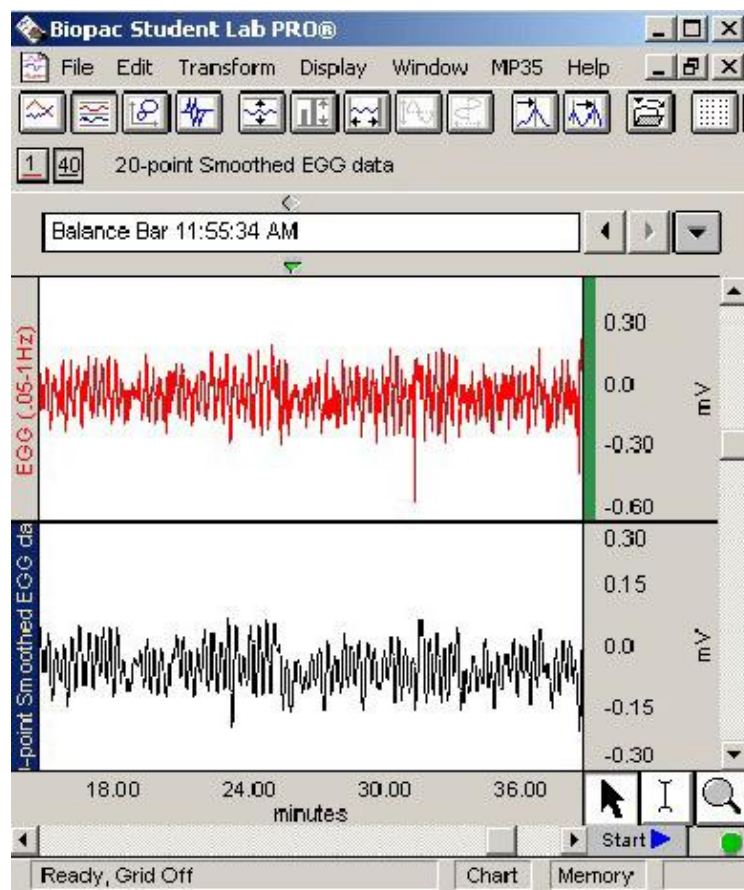 Biopac Student Lab PRO®
File Edit Transform Display Window MP35 Help
1 40 20-point Smoothed EGG data
Balance Bar 11:55:34 AM
EGG (.05-1Hz)
0.30
0.0
-0.30
-0.60
mV
-point Smoothed EGG da
0.30
0.15
0.0
-0.15
-0.30
mV
18.00 24.00 30.00 36.00
minutes
Start
Ready, Grid Off Chart Memory